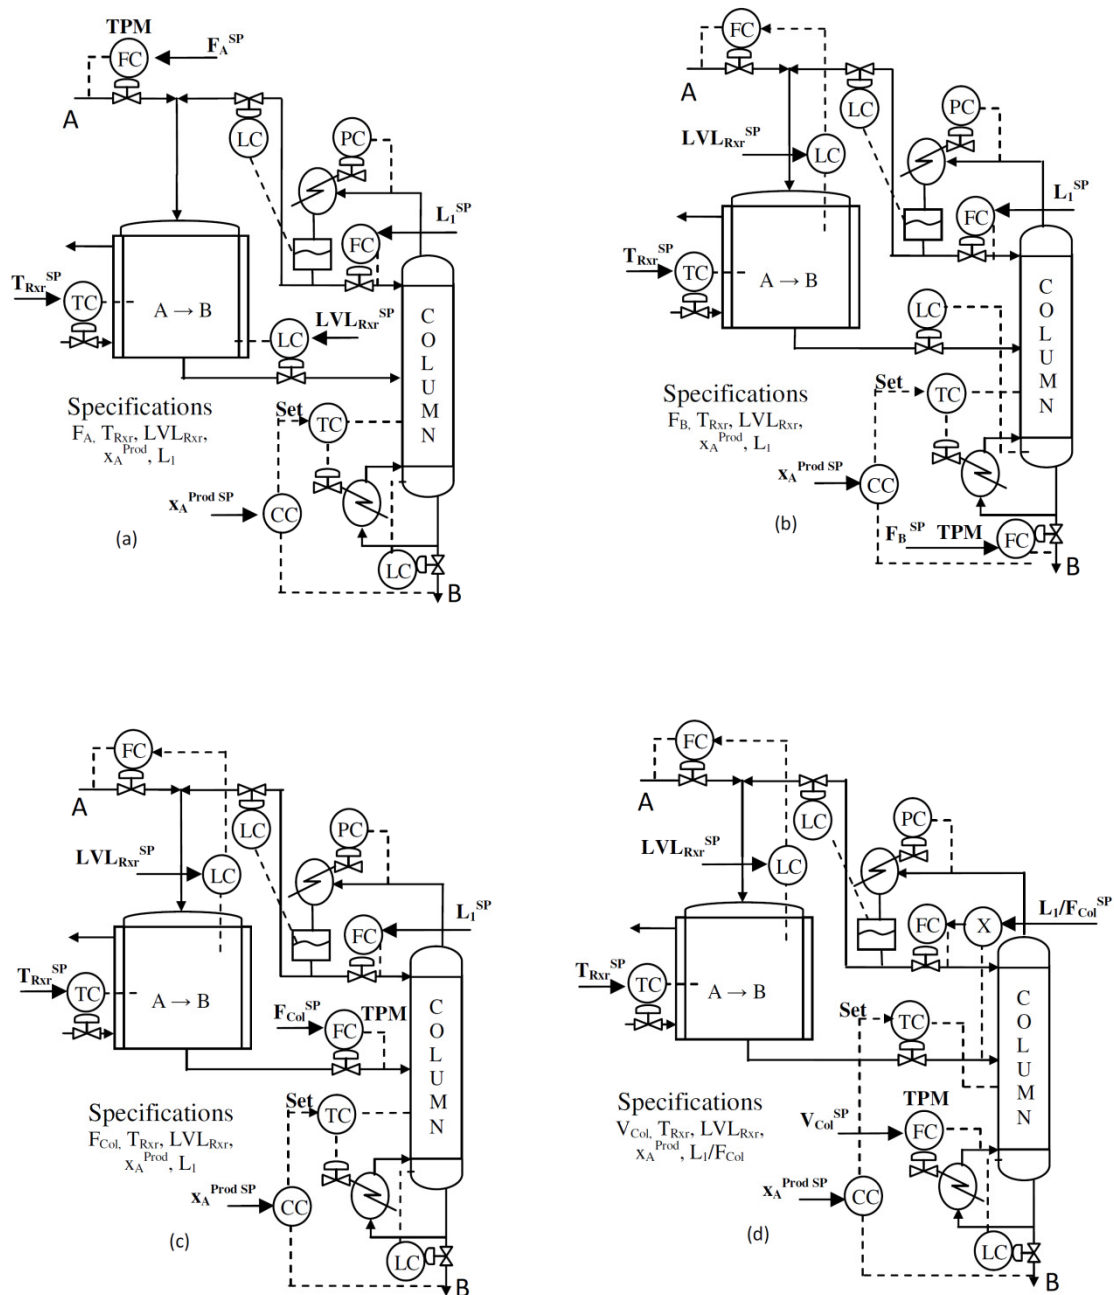 TPM
FC
F_A^SP
A
LC
PC
L_1^SP
FC
T_Rxr^SP
TC
A → B
LC
LVL_Rxr^SP
COLUMN
Specifications
F_A, T_Rxr, LVL_Rxr,
x_A^Prod, L_1
Set
TC
x_A^Prod SP
CC
(a)
LC
B
FC
A
LC
PC
LVL_Rxr^SP
LC
L_1^SP
FC
T_Rxr^SP
TC
A → B
LC
COLUMN
Specifications
F_B, T_Rxr, LVL_Rxr,
x_A^Prod, L_1
Set
TC
x_A^Prod SP
CC
(b)
F_B^SP
TPM
FC
B
FC
A
LC
PC
LVL_Rxr^SP
LC
L_1^SP
FC
T_Rxr^SP
TC
A → B
F_Col^SP
FC
TPM
COLUMN
Specifications
F_Col, T_Rxr, LVL_Rxr,
x_A^Prod, L_1
Set
TC
x_A^Prod SP
CC
(c)
LC
B
FC
A
LC
PC
LVL_Rxr^SP
LC
L_1/F_Col^SP
FC
X
T_Rxr^SP
TC
A → B
Set
TC
COLUMN
Specifications
V_Col, T_Rxr, LVL_Rxr,
x_A^Prod, L_1/F_Col
TPM
V_Col^SP
FC
x_A^Prod SP
CC
(d)
LC
B